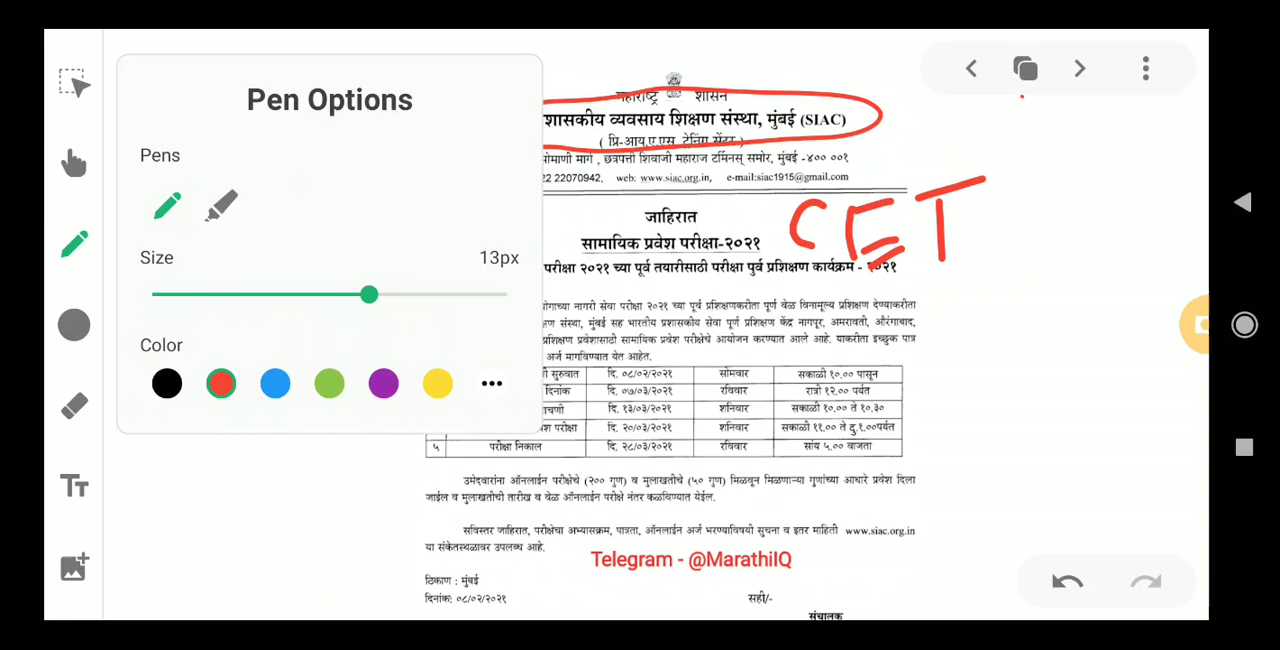 Pen Options
Pens
Size 13px
Color
महाराष्ट्र शासन
शासकीय व्यवसाय शिक्षण संस्था, मुंबई (SIAC)
( प्रि-आय.ए.एस. ट्रेनिंग सेंटर )
सोमाणी मार्ग , छत्रपती शिवाजी महाराज टर्मिनस् समोर, मुंबई -४०० ००१
22 22070942, web: www.siac.org.in, e-mail:siac1915@gmail.com
जाहिरात
CET
सामायिक प्रवेश परीक्षा-२०२१
परीक्षा २०२१ च्या पूर्व तयारीसाठी परीक्षा पुर्व प्रशिक्षण कार्यक्रम - २०२१
योगाच्या नागरी सेवा परीक्षा २०२१ च्या पूर्व प्रशिक्षणकरीता पूर्ण वेळ विनामूल्य प्रशिक्षण देण्याकरीता
क्षण संस्था, मुंबई सह भारतीय प्रशासकीय सेवा पूर्ण प्रशिक्षण केंद्र नागपूर, अमरावती, औरंगाबाद,
प्रशिक्षण प्रवेशासाठी सामायिक प्रवेश परीक्षेचे आयोजन करण्यात आले आहे. याकरीता इच्छुक पात्र
अर्ज मागविण्यात येत आहेत.
ी सुरुवात दि. ०८/०२/२०२१ सोमवार सकाळी १०.०० पासून
दिनांक दि. ०७/०३/२०२१ रविवार रात्री १२.०० पर्यंत
चाचणी दि. १३/०३/२०२१ शनिवार सकाळी १०.०० ते १०.३०
वेश परीक्षा दि. २०/०३/२०२१ शनिवार सकाळी ११.०० ते दु.१.००पर्यंत
५ परीक्षा निकाल दि. २८/०३/२०२१ रविवार सांय ५.०० वाजता
उमेदवारांना ऑनलाईन परीक्षेचे (२०० गुण) व मुलाखतीचे (५० गुण) मिळवून मिळणाऱ्या गुणांच्या आधारे प्रवेश दिला
जाईल व मुलाखतीची तारीख व वेळ ऑनलाईन परीक्षे नंतर कळविण्यात येईल.
सविस्तर जाहिरात, परीक्षेचा अभ्यासक्रम, पात्रता, ऑनलाईन अर्ज भरण्याविषयी सुचना व इतर माहिती www.siac.org.in
या संकेतस्थळावर उपलब्ध आहे.
Telegram - @MarathiIQ
ठिकाण : मुंबई
दिनांक: ०८/०२/२०२१ सही/-
संचालक